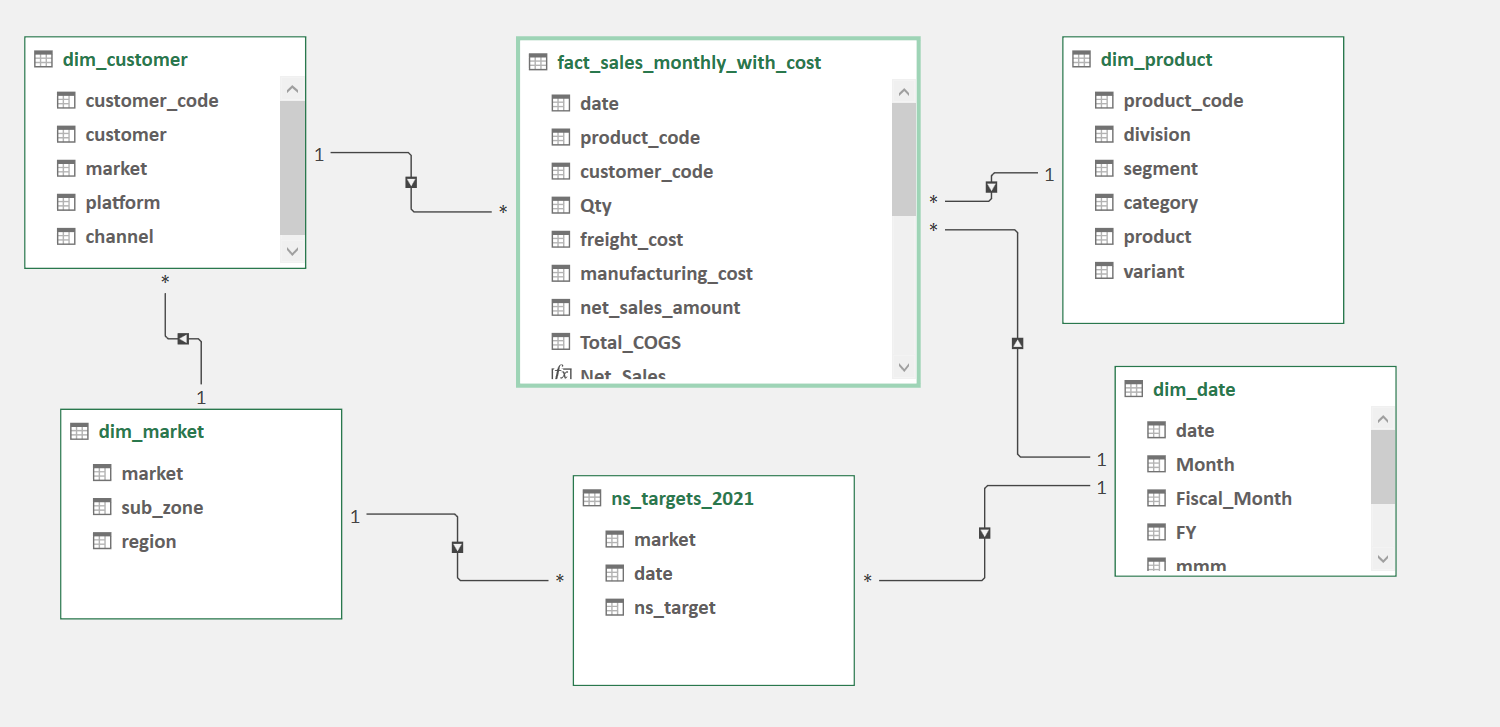 dim_customer
customer_code
customer
market
platform
channel
fact_sales_monthly_with_cost
date
product_code
customer_code
Qty
freight_cost
manufacturing_cost
net_sales_amount
Total_COGS
Net_Sales
dim_product
product_code
division
segment
category
product
variant
1
*
*
1
*
1
*
1
dim_market
market
sub_zone
region
1
*
ns_targets_2021
market
date
ns_target
*
1
dim_date
date
Month
Fiscal_Month
FY
mmm